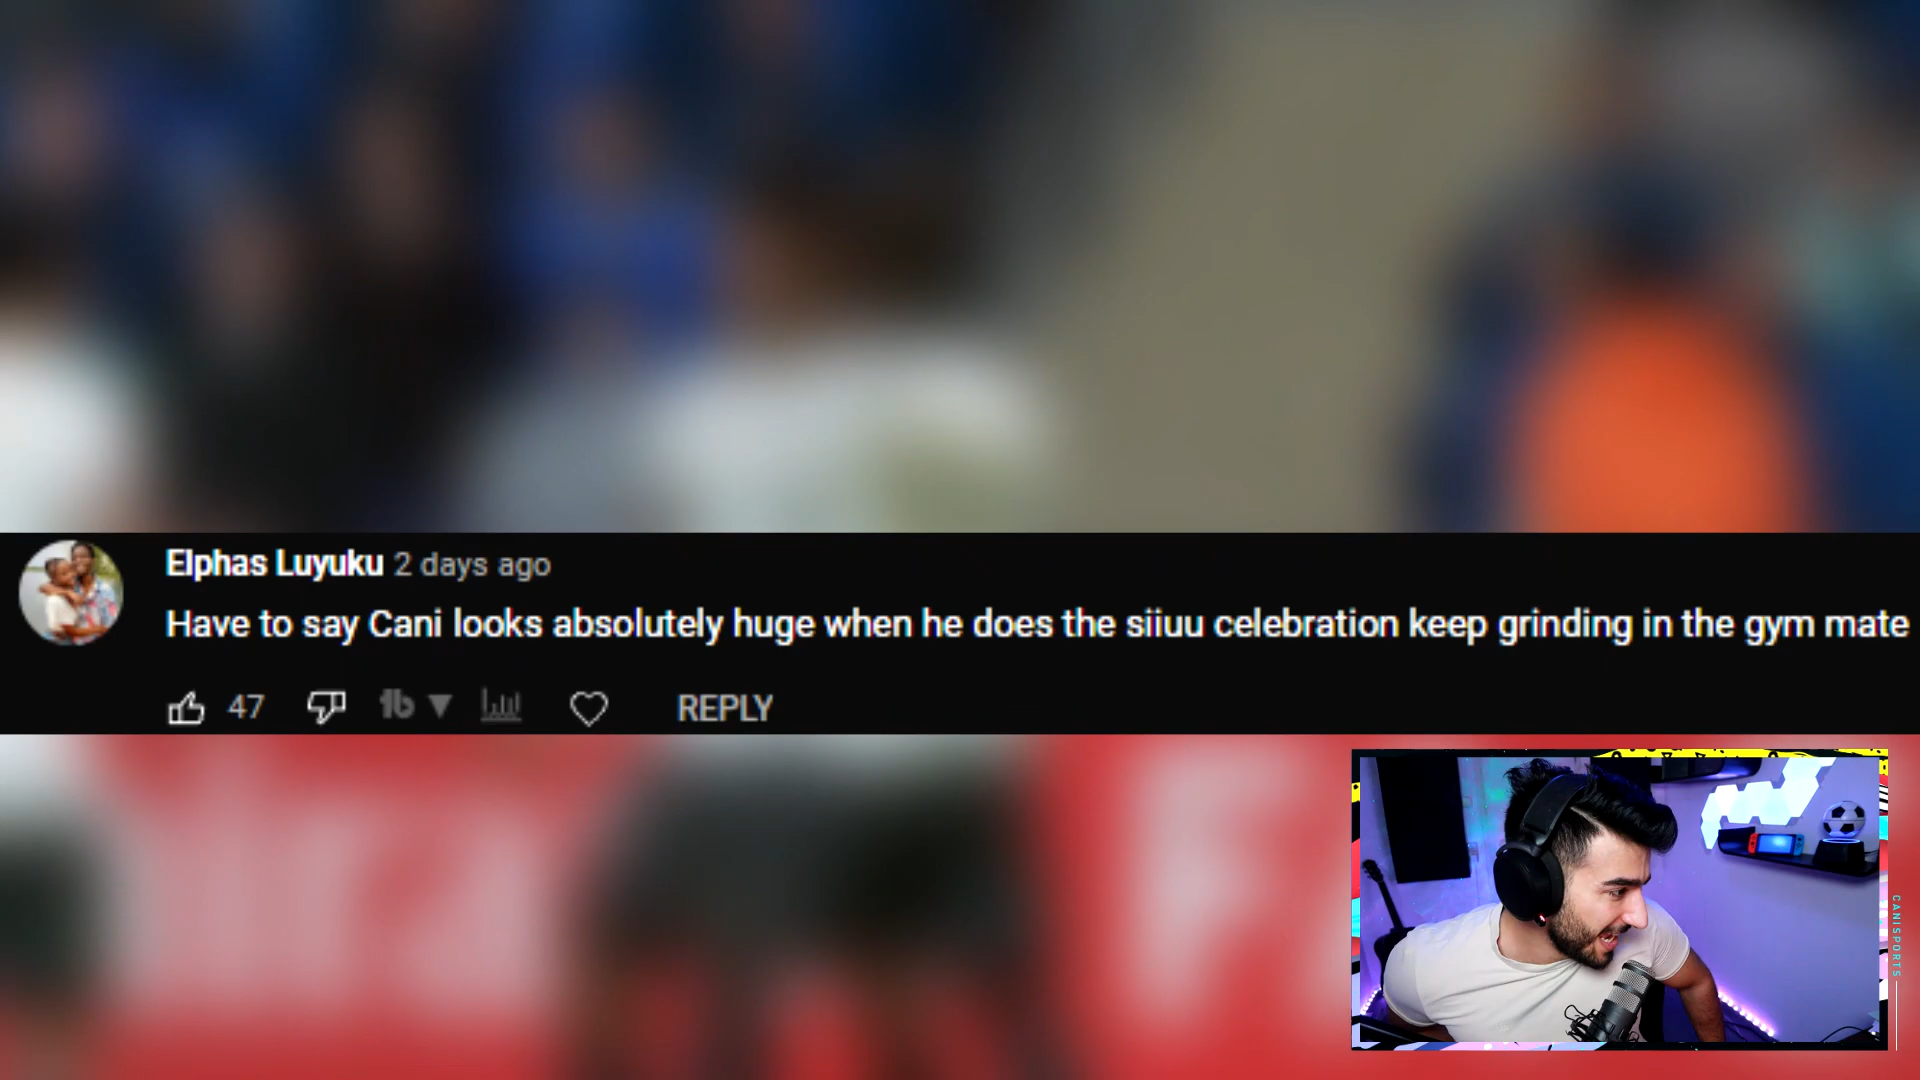 Elphas Luyuku 2 days ago
Have to say Cani looks absolutely huge when he does the siiuu celebration keep grinding in the gym mate
47 REPLY
CANISPORTS